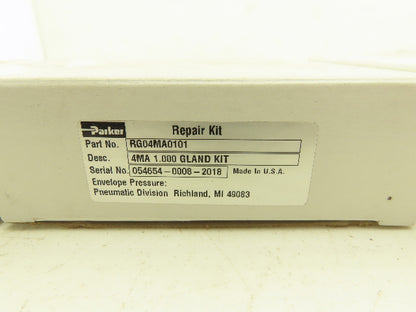 Parker Repair Kit
Part No. RG04MA0101
Desc. 4MA 1.000 GLAND KIT
Serial No. 054654-0008-2018 Made In U.S.A.
Envelope Pressure:
Pneumatic Division Richland, MI 49083